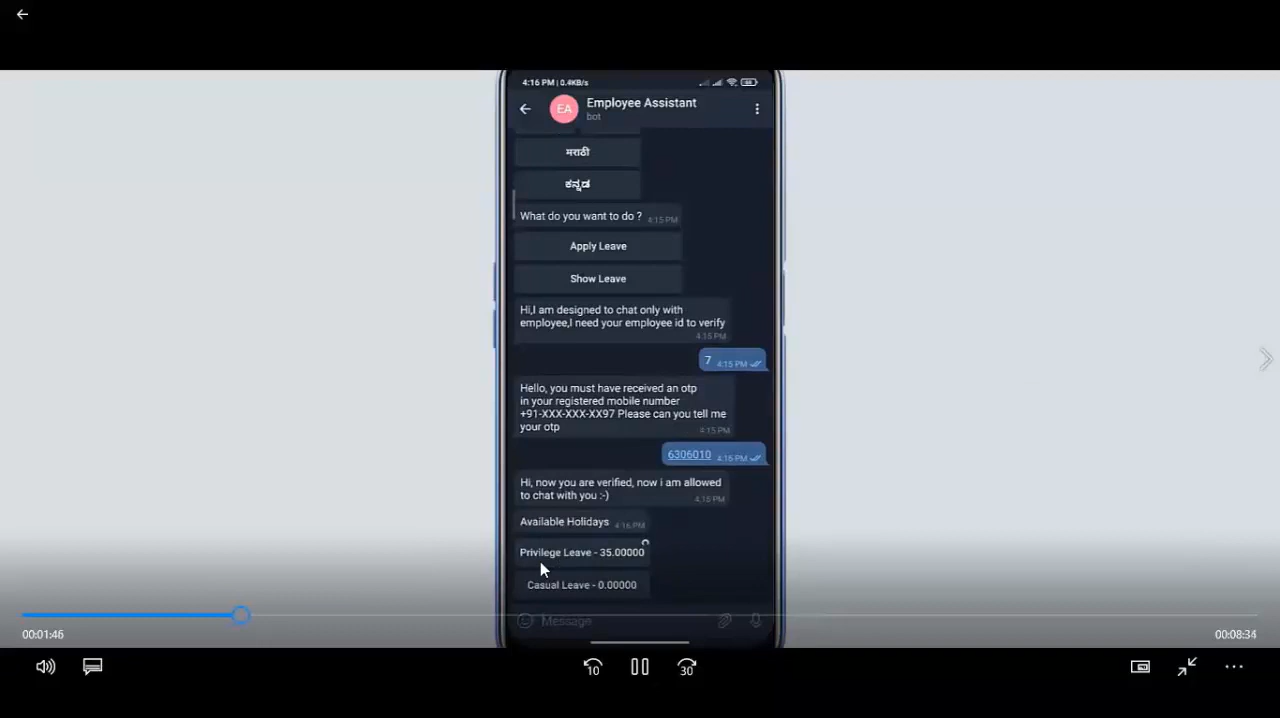 4:16 PM | 0.4KB/s
EA
Employee Assistant
bot
मराठी
ಕನ್ನಡ
What do you want to do ? 4:15 PM
Apply Leave
Show Leave
Hi,I am designed to chat only with
employee,I need your employee id to verify
4:15 PM
7 4:15 PM
Hello, you must have received an otp
in your registered mobile number
+91-XXX-XXX-XX97 Please can you tell me
your otp 4:15 PM
6306010 4:15 PM
Hi, now you are verified, now i am allowed
to chat with you :-) 4:15 PM
Available Holidays 4:16 PM
Privilege Leave - 35.00000
Casual Leave - 0.00000
Message
00:01:46
00:08:34
10
30